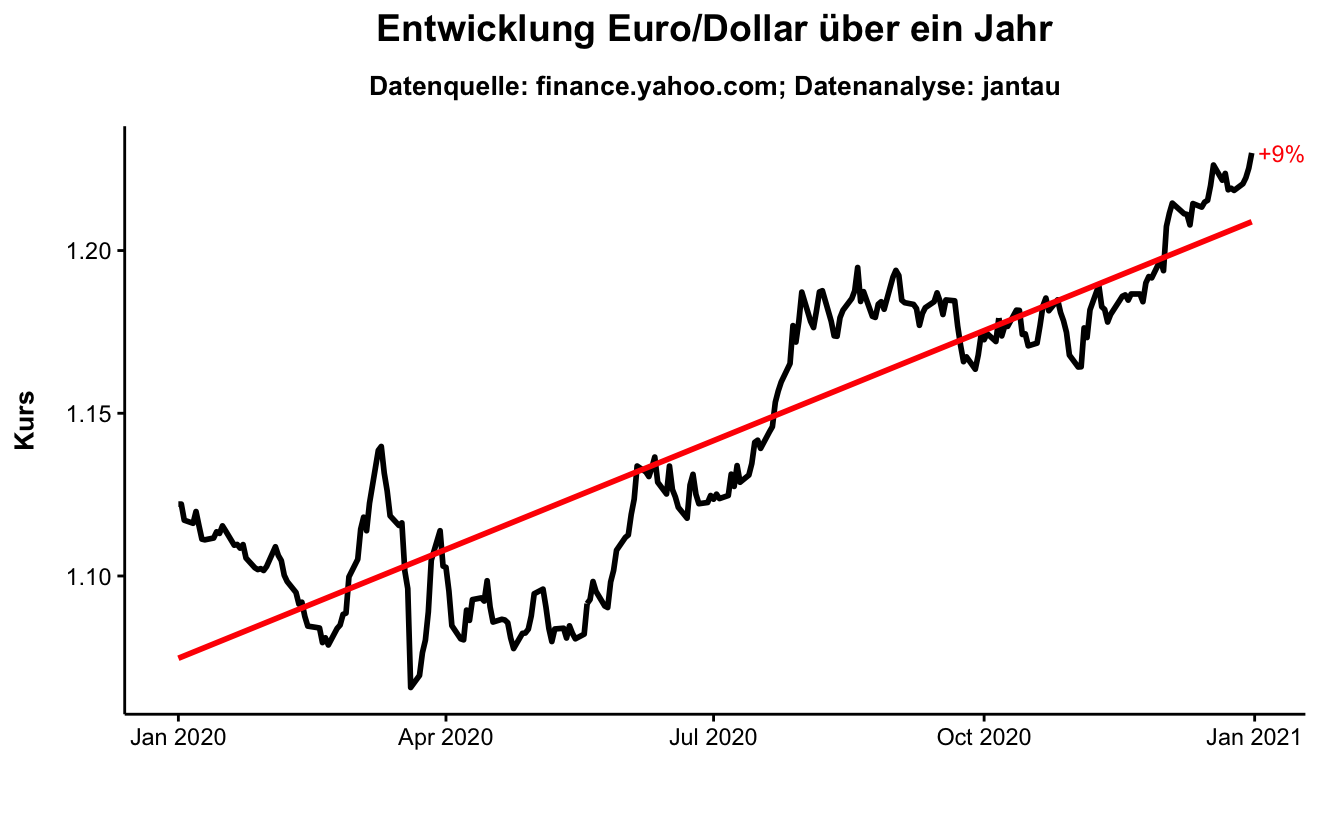 Entwicklung Euro/Dollar über ein Jahr
Datenquelle: finance.yahoo.com; Datenanalyse: jantau
+9%
1.20
1.15
1.10
Kurs
Jan 2020
Apr 2020
Jul 2020
Oct 2020
Jan 2021